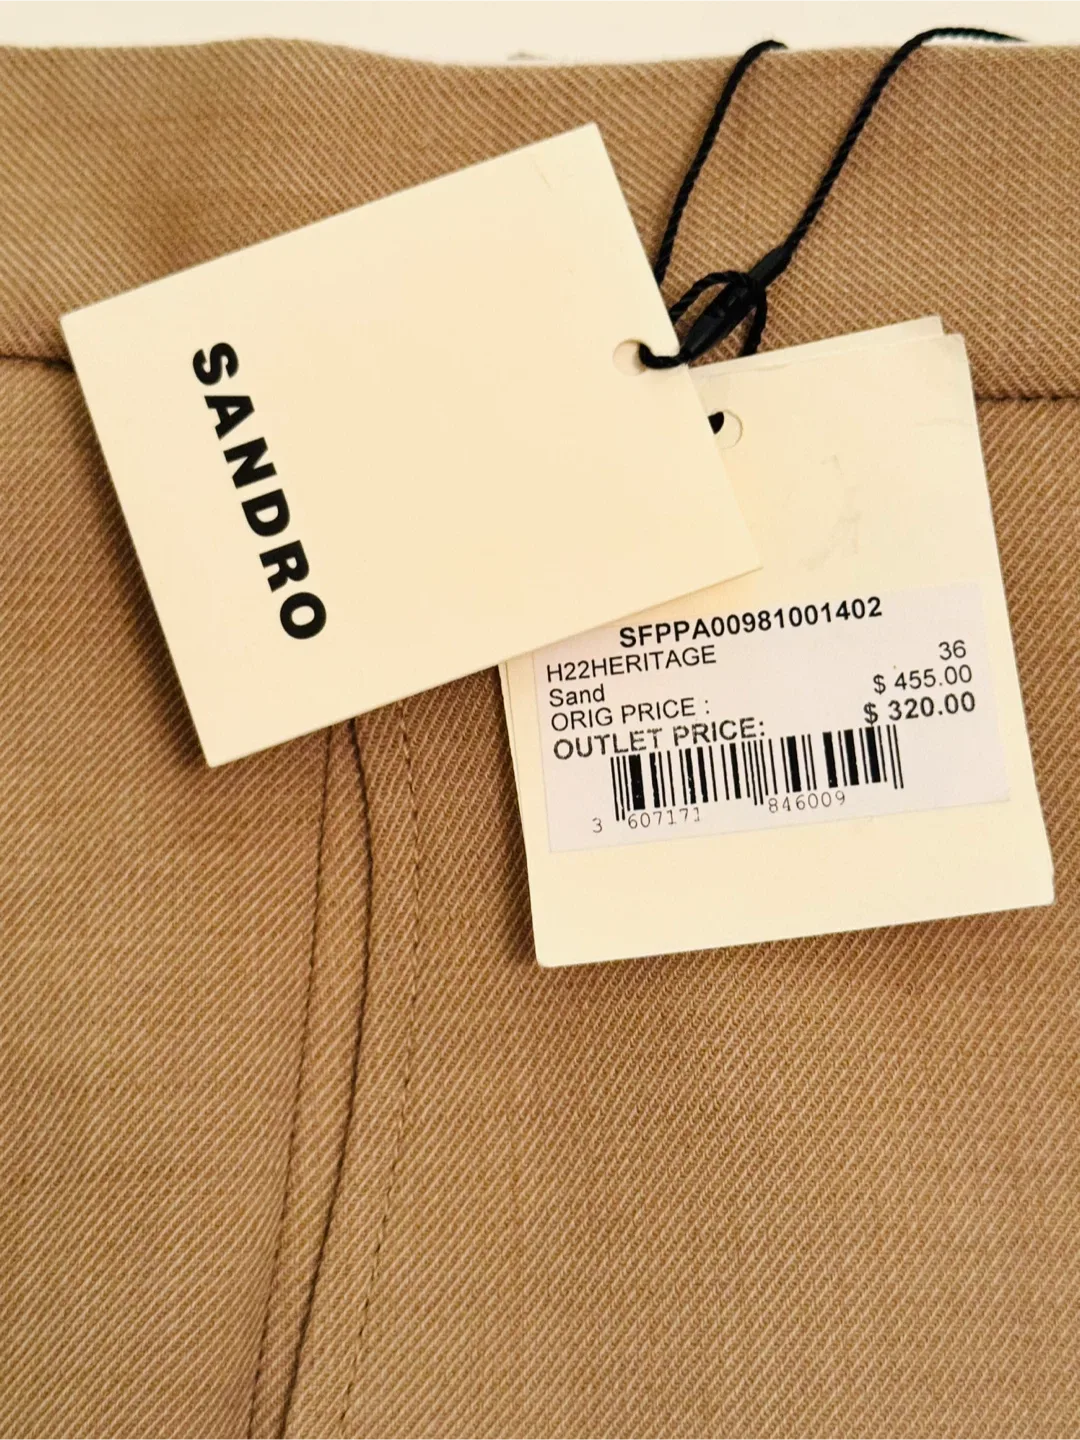 SANDRO
SFPPA00981001402
H22HERITAGE 36
Sand $ 455.00
ORIG PRICE : $ 320.00
OUTLET PRICE:
3 607171 846009